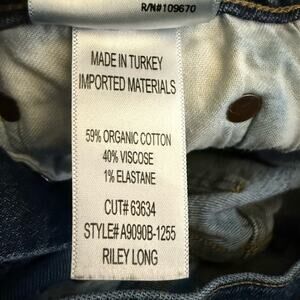 R/N#109670
MADE IN TURKEY
IMPORTED MATERIALS
59% ORGANIC COTTON
40% VISCOSE
1% ELASTANE
CUT# 63634
STYLE# A9090B-1255
RILEY LONG